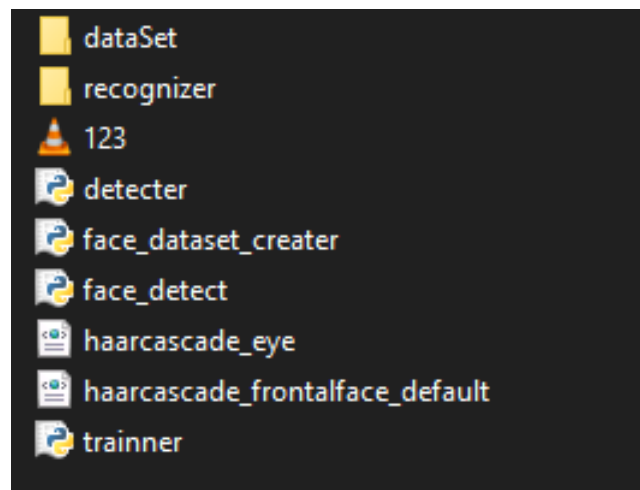 dataSet
recognizer
123
detecter
face_dataset_creater
face_detect
haarcascade_eye
haarcascade_frontalface_default
trainner